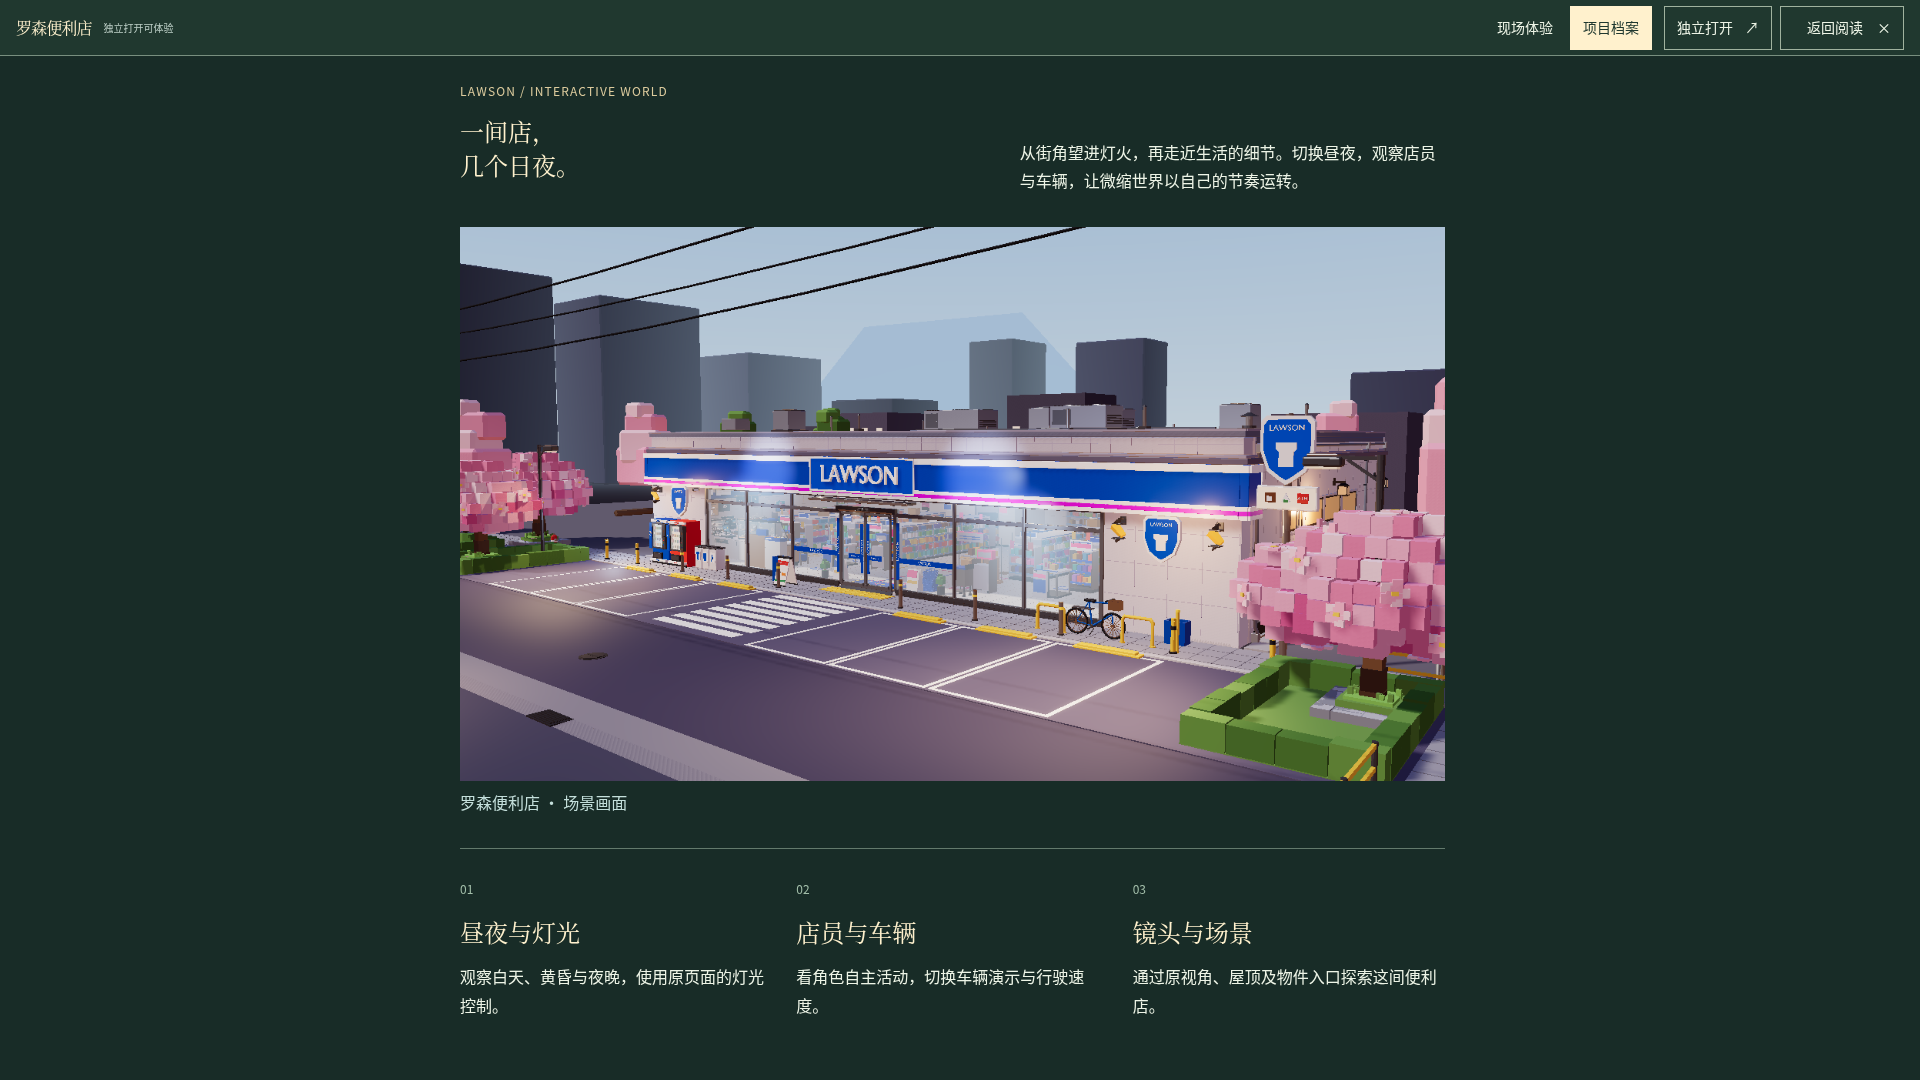 罗森便利店 独立打开可体验
现场体验 项目档案 独立打开 ↗ 返回阅读 ×
LAWSON / INTERACTIVE WORLD
一间店，
几个日夜。
从街角望进灯火，再走近生活的细节。切换昼夜，观察店员
与车辆，让微缩世界以自己的节奏运转。
LAWSON
LAWSON
LAWSON
罗森便利店 · 场景画面
01
昼夜与灯光
观察白天、黄昏与夜晚，使用原页面的灯光
控制。
02
店员与车辆
看角色自主活动，切换车辆演示与行驶速
度。
03
镜头与场景
通过原视角、屋顶及物件入口探索这间便利
店。